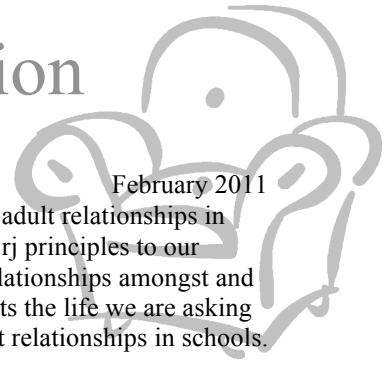 ion
February 2011
adult relationships in
rj principles to our
lationships amongst and
ts the life we are asking
t relationships in schools.